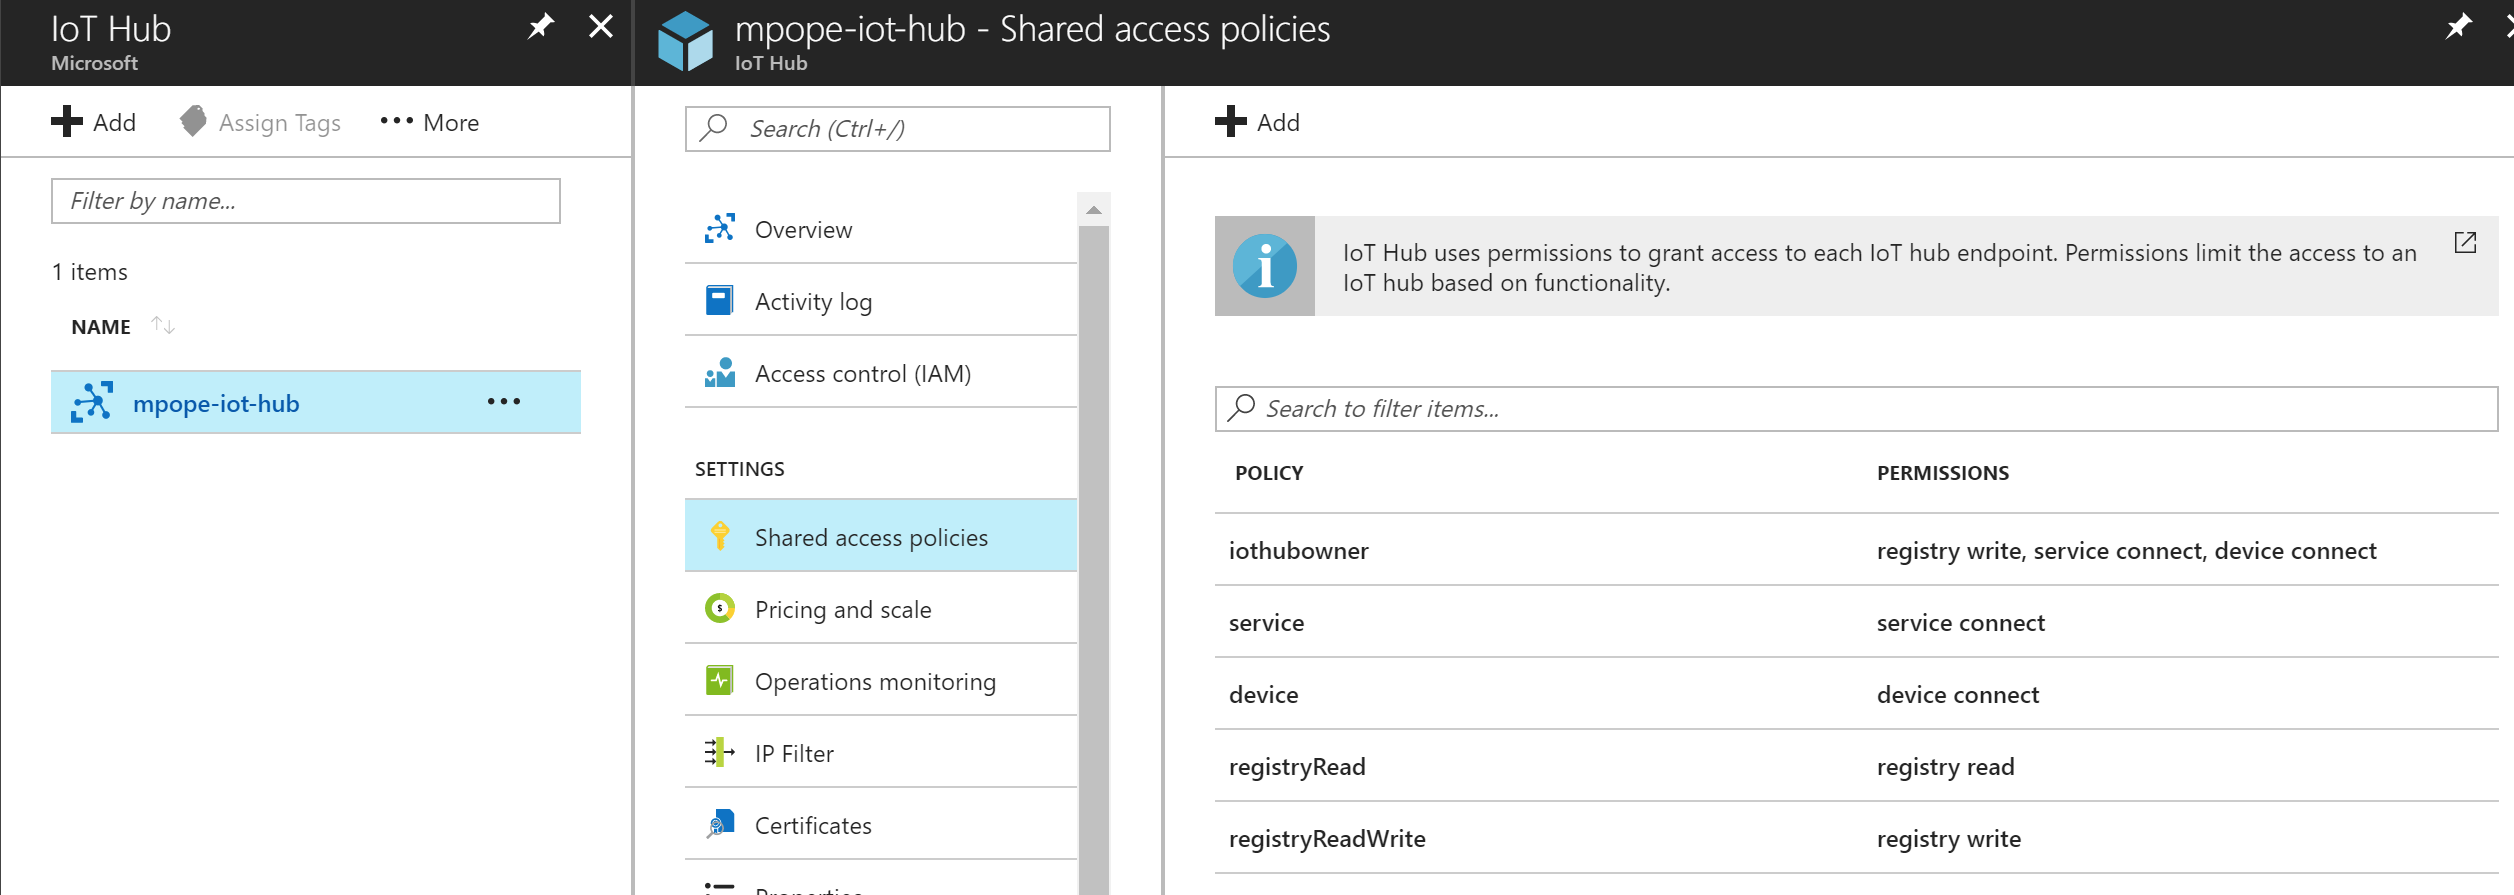 IoT Hub
Microsoft
Add
Assign Tags
More
Filter by name...
1 items
NAME
mpope-iot-hub
mpope-iot-hub - Shared access policies
IoT Hub
Search (Ctrl+/)
Overview
Activity log
Access control (IAM)
SETTINGS
Shared access policies
Pricing and scale
Operations monitoring
IP Filter
Certificates
Properties
Add
IoT Hub uses permissions to grant access to each IoT hub endpoint. Permissions limit the access to an
IoT hub based on functionality.
Search to filter items...
POLICY PERMISSIONS
iothubowner registry write, service connect, device connect
service service connect
device device connect
registryRead registry read
registryReadWrite registry write